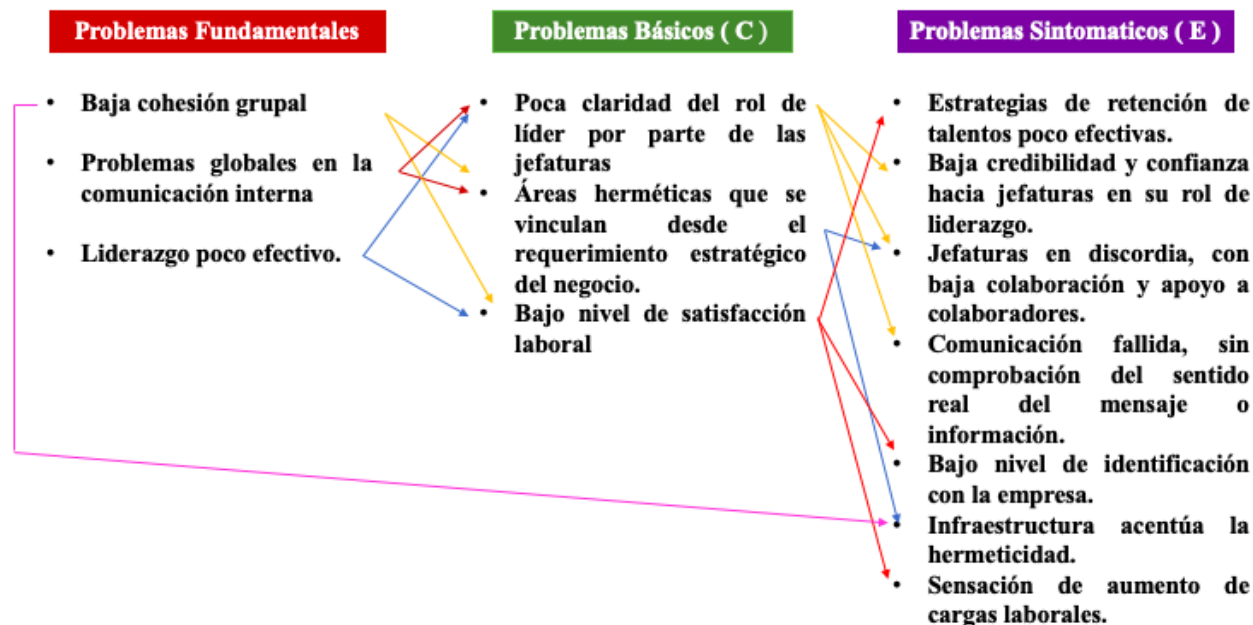 Problemas Fundamentales
• Baja cohesión grupal
• Problemas globales en la
comunicación interna
• Liderazgo poco efectivo.
Problemas Básicos ( C )
• Poca claridad del rol de
líder por parte de las
jefaturas
• Áreas herméticas que se
vinculan desde el
requerimiento estratégico
del negocio.
• Bajo nivel de satisfacción
laboral
Problemas Sintomaticos ( E )
• Estrategias de retención de
talentos poco efectivas.
• Baja credibilidad y confianza
hacia jefaturas en su rol de
liderazgo.
• Jefaturas en discordia, con
baja colaboración y apoyo a
colaboradores.
• Comunicación fallida, sin
comprobación del sentido
real del mensaje o
información.
• Bajo nivel de identificación
con la empresa.
• Infraestructura acentúa la
hermeticidad.
• Sensación de aumento de
cargas laborales.